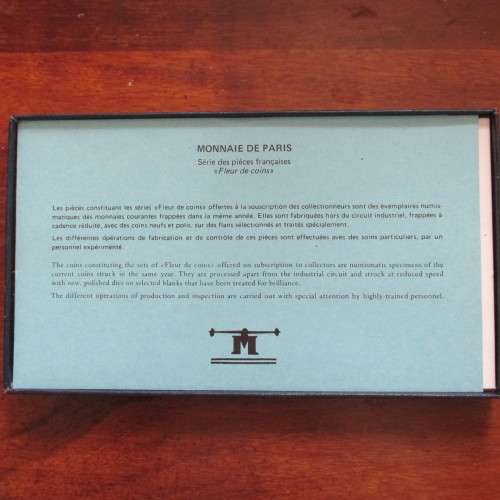 MONNAIE DE PARIS
Série des pièces françaises
«Fleur de coins»
Les pièces constituant les séries «Fleur de coins» offertes à la souscription des collectionneurs sont des exemplaires numis-
matiques des monnaies courantes frappées dans la même année. Elles sont fabriquées hors du circuit industriel, frappées à
cadence réduite, avec des coins neufs et polis, sur des flans sélectionnés et traités spécialement.
Les différentes opérations de fabrication et de contrôle de ces pièces sont effectuées avec des soins particuliers, par un
personnel expérimenté.
The coins constituting the sets of «Fleur de coins» offered on subscription to collectors are numismatic specimens of the
current coins struck in the same year. They are processed apart from the industrial circuit and struck at reduced speed
with new, polished dies on selected blanks that have been treated for brilliance.
The different operations of production and inspection are carried out with special attention by highly-trained personnel.
M